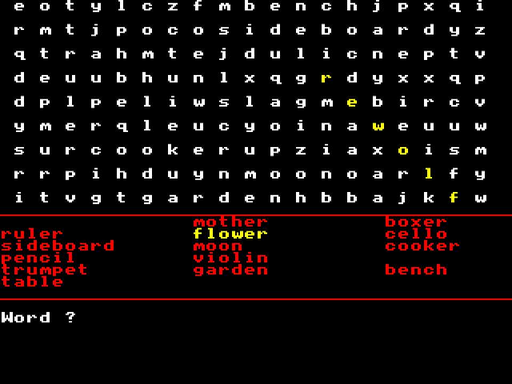 e o t y l c z f m b e n c h j p x q i
r m t j p o c o s i d e b o a r d y z
q t r a h m t e j d u l i c n e p t v
d e u u b h u n l x q g r d y x x q p
d p l p e l i w s l a g m e b i r c v
y m e r q l e u c y o i n a w e u u w
s u r c o o k e r u p z i a x o i s m
r r p i h d u y n m o o n o a r l f y
i t v g t g a r d e n h b b a j k f w
mother boxer
ruler flower cello
sideboard moon cooker
pencil violin
trumpet garden bench
table
Word ?